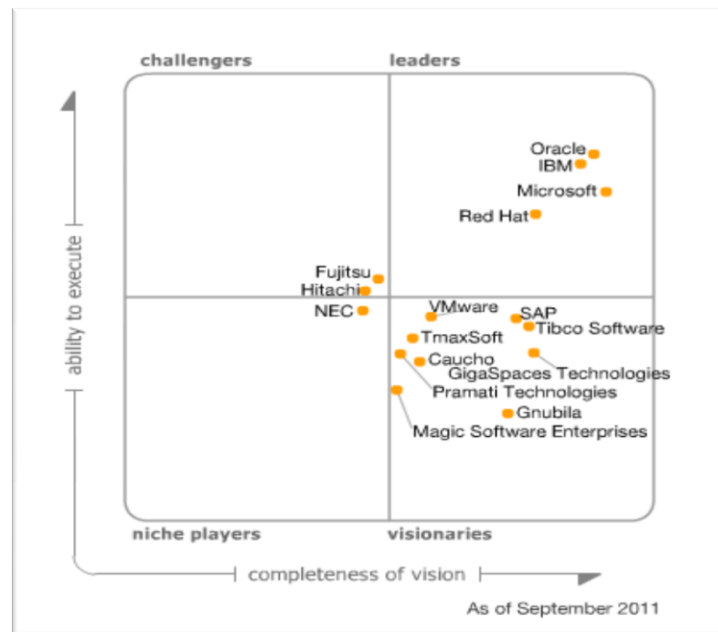 challengers
leaders
Oracle
IBM
Microsoft
Red Hat
Fujitsu
Hitachi
NEC
VMware
SAP
Tibco Software
TmaxSoft
Caucho
GigaSpaces Technologies
Pramati Technologies
Gnubila
Magic Software Enterprises
ability to execute
niche players
visionaries
completeness of vision
As of September 2011